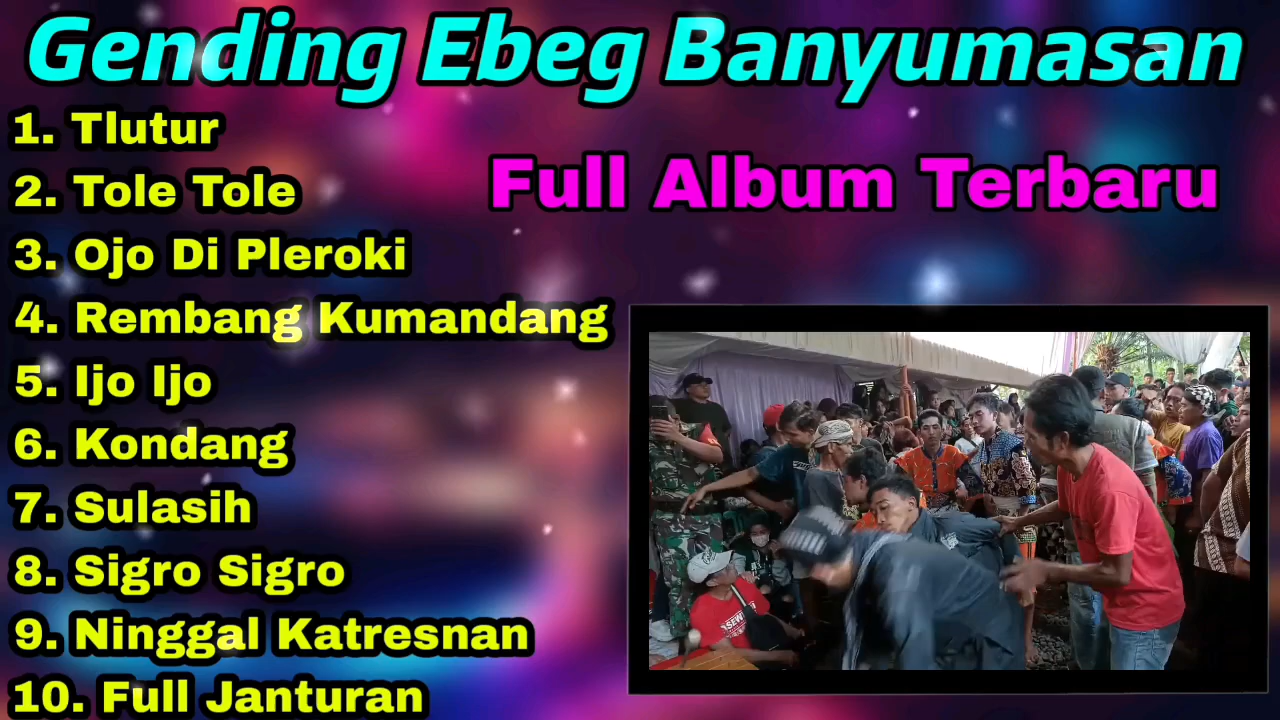 Gending Ebeg Banyumasan
1. Tlutur
Full Album Terbaru
2. Tole Tole
3. Ojo Di Pleroki
4. Rembang Kumandang
5. Ijo Ijo
6. Kondang
7. Sulasih
8. Sigro Sigro
9. Ninggal Katresnan
10. Full Janturan